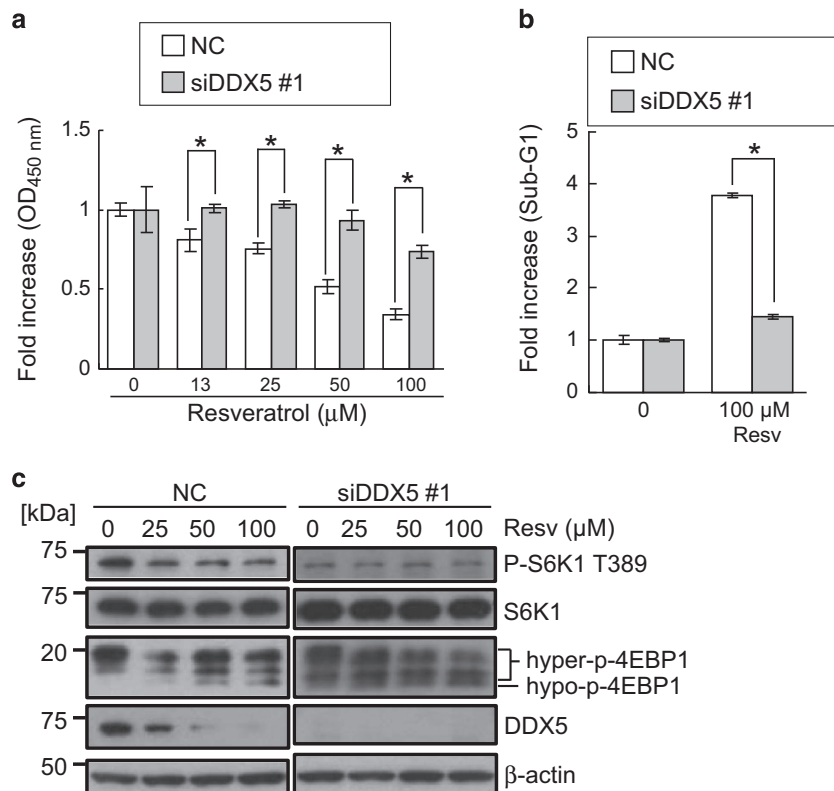 a
NC
siDDX5 #1
Fold increase (OD450 nm)
1.5
1
0.5
0
* * * *
0 13 25 50 100
Resveratrol (μM)
b
NC
siDDX5 #1
Fold increase (Sub-G1)
5
4
3
2
1
0
*
0 100 μM
Resv
c
NC siDDX5 #1
[kDa] 0 25 50 100 0 25 50 100 Resv (μM)
75 P-S6K1 T389
75 S6K1
20 hyper-p-4EBP1
hypo-p-4EBP1
75 DDX5
50 β-actin